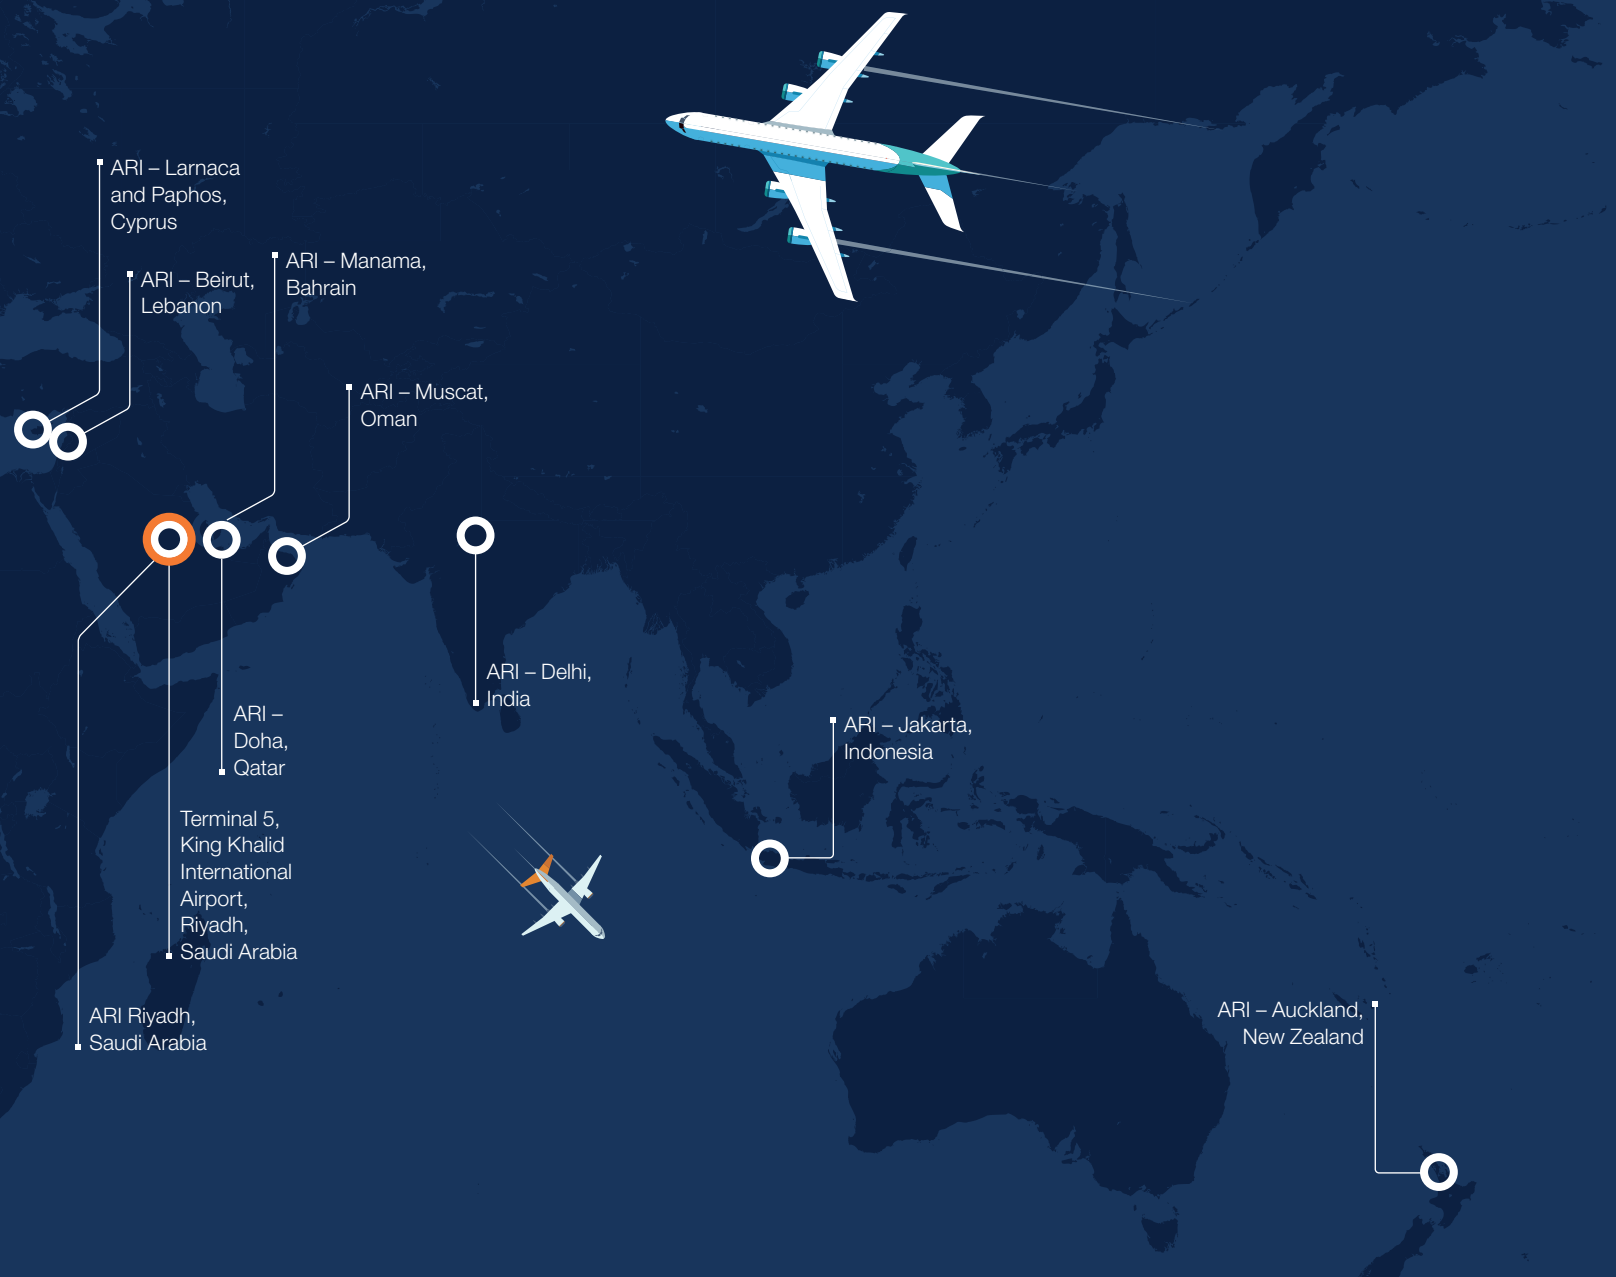 ARI – Larnaca
and Paphos,
Cyprus
ARI – Beirut,
Lebanon
ARI – Manama,
Bahrain
ARI – Muscat,
Oman
ARI – Delhi,
India
ARI –
Doha,
Qatar
ARI – Jakarta,
Indonesia
Terminal 5,
King Khalid
International
Airport,
Riyadh,
Saudi Arabia
ARI Riyadh,
Saudi Arabia
ARI – Auckland,
New Zealand